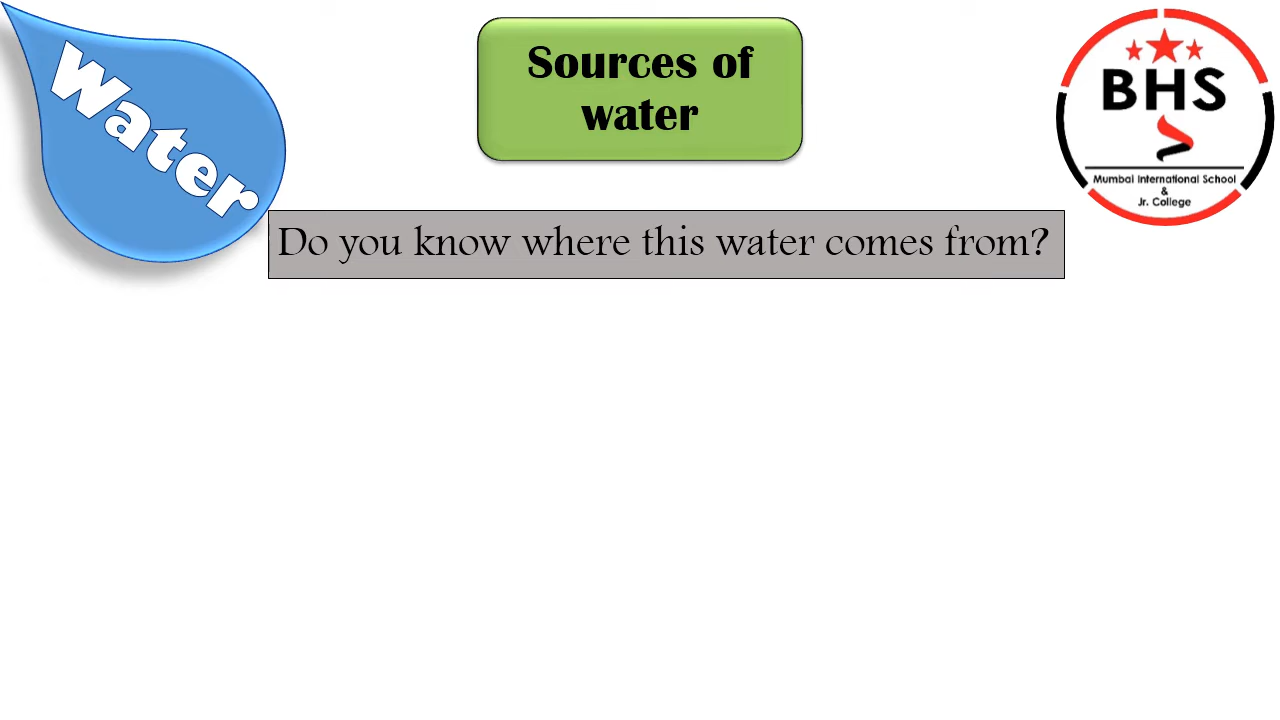 Water
Sources of
water
BHS
Mumbai International School
&
Jr. College
Do you know where this water comes from?